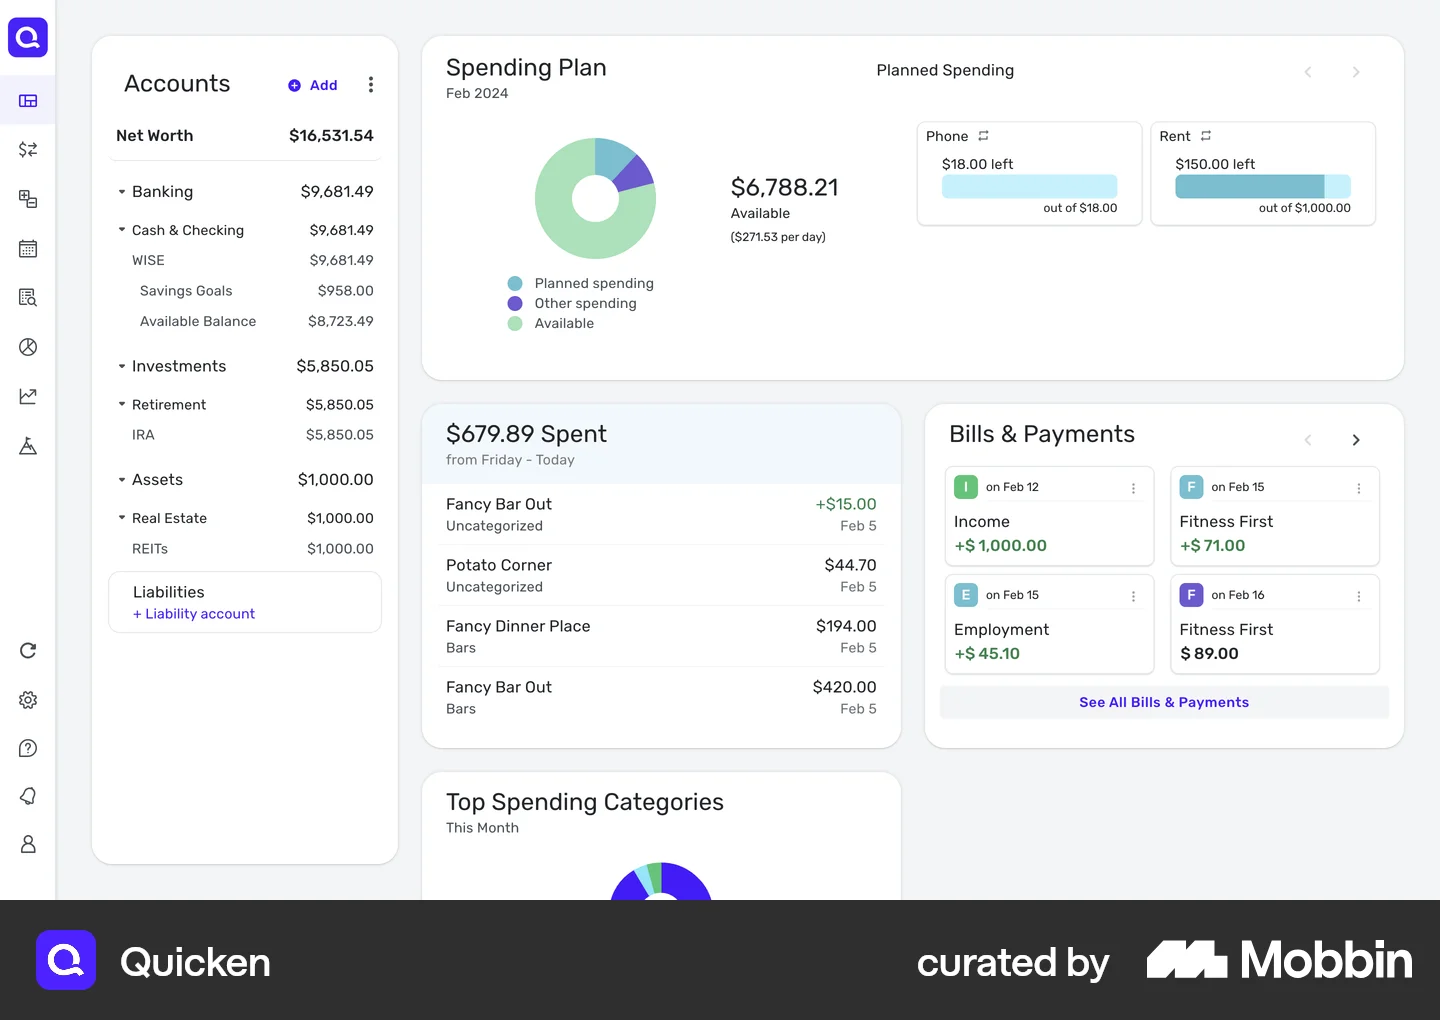 Accounts
Add
Net Worth $16,531.54
Banking $9,681.49
Cash & Checking $9,681.49
WISE $9,681.49
Savings Goals $958.00
Available Balance $8,723.49
Investments $5,850.05
Retirement $5,850.05
IRA $5,850.05
Assets $1,000.00
Real Estate $1,000.00
REITs $1,000.00
Liabilities
+ Liability account
Spending Plan
Feb 2024
$6,788.21
Available
($271.53 per day)
Planned spending
Other spending
Available
Planned Spending
Phone
$18.00 left
out of $18.00
Rent
$150.00 left
out of $1,000.00
$679.89 Spent
from Friday - Today
Fancy Bar Out +$15.00
Uncategorized Feb 5
Potato Corner $44.70
Uncategorized Feb 5
Fancy Dinner Place $194.00
Bars Feb 5
Fancy Bar Out $420.00
Bars Feb 5
Bills & Payments
I on Feb 12
Income
+$ 1,000.00
F on Feb 15
Fitness First
+$ 71.00
E on Feb 15
Employment
+$ 45.10
F on Feb 16
Fitness First
$ 89.00
See All Bills & Payments
Top Spending Categories
This Month
Quicken
curated by
Mobbin